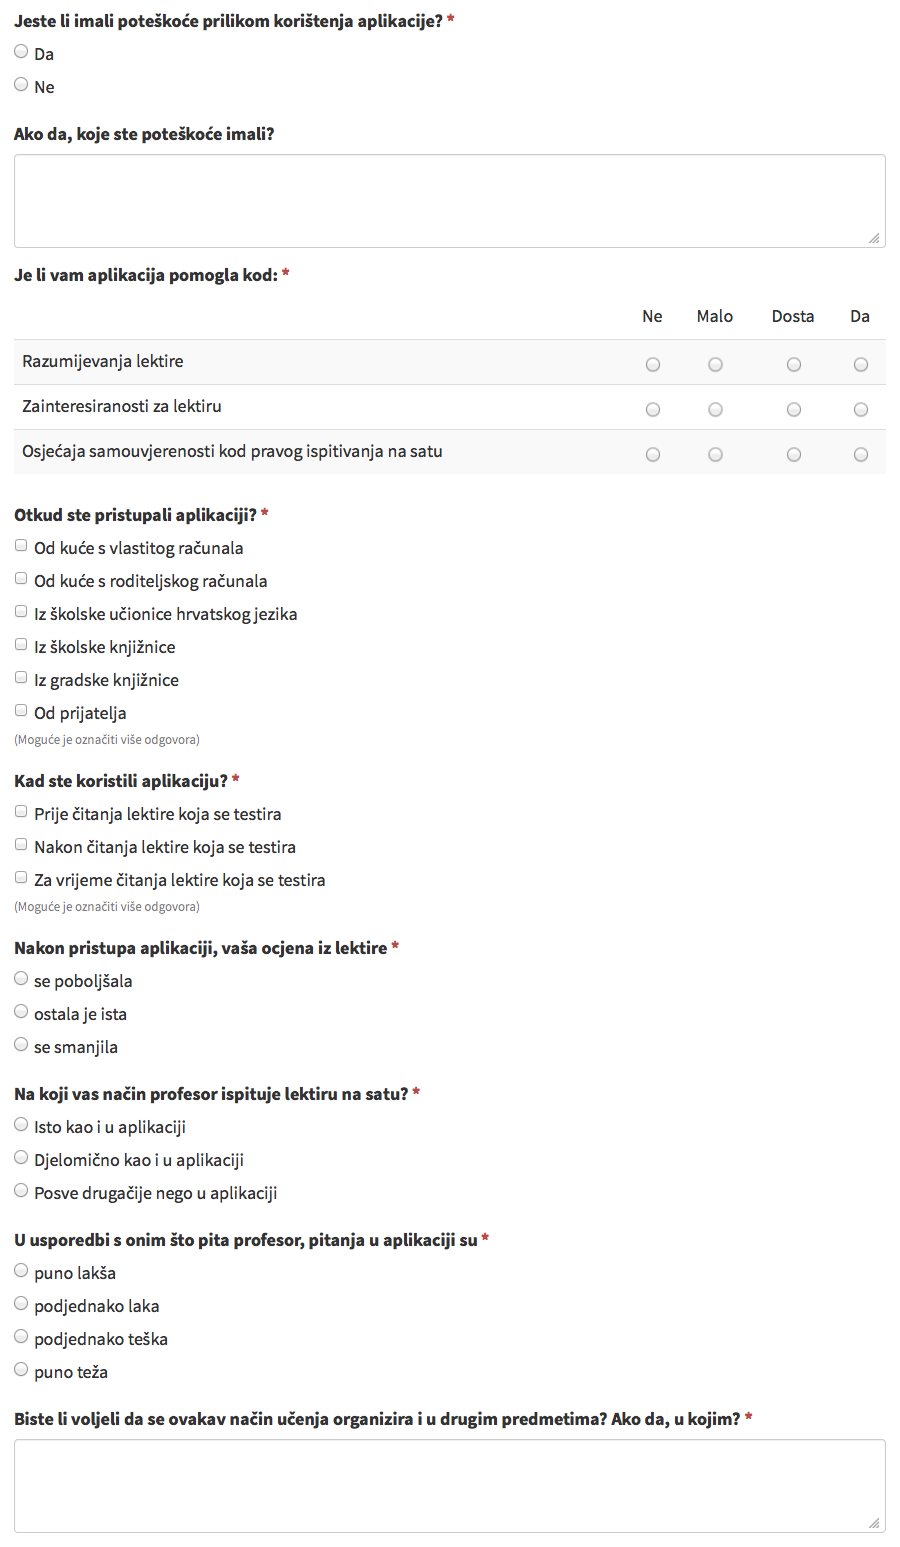 Jeste li imali poteškoće prilikom korištenja aplikacije? *
Da
Ne
Ako da, koje ste poteškoće imali?
Je li vam aplikacija pomogla kod: *
Ne Malo Dosta Da
Razumijevanja lektire
Zainteresiranosti za lektiru
Osjećaja samouvjerenosti kod pravog ispitivanja na satu
Otkud ste pristupali aplikaciji? *
Od kuće s vlastitog računala
Od kuće s roditeljskog računala
Iz školske učionice hrvatskog jezika
Iz školske knjižnice
Iz gradske knjižnice
Od prijatelja
(Moguće je označiti više odgovora)
Kad ste koristili aplikaciju? *
Prije čitanja lektire koja se testira
Nakon čitanja lektire koja se testira
Za vrijeme čitanja lektire koja se testira
(Moguće je označiti više odgovora)
Nakon pristupa aplikaciji, vaša ocjena iz lektire *
se poboljšala
ostala je ista
se smanjila
Na koji vas način profesor ispituje lektiru na satu? *
Isto kao i u aplikaciji
Djelomično kao i u aplikaciji
Posve drugačije nego u aplikaciji
U usporedbi s onim što pita profesor, pitanja u aplikaciji su *
puno lakša
podjednako laka
podjednako teška
puno teža
Biste li voljeli da se ovakav način učenja organizira i u drugim predmetima? Ako da, u kojim? *